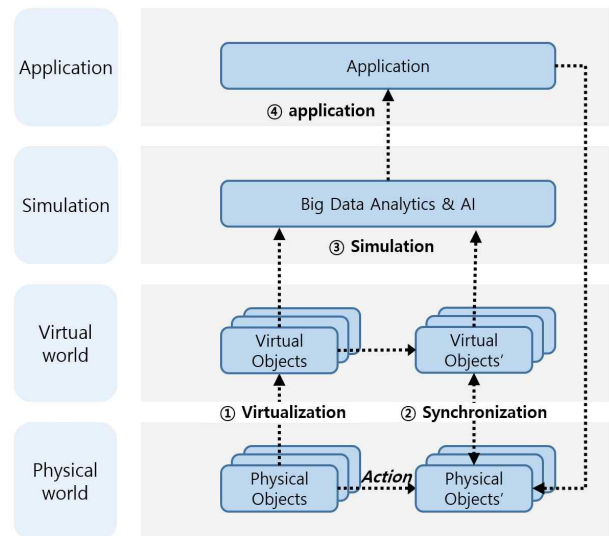 Application
Application
④ application
Simulation
Big Data Analytics & AI
③ Simulation
Virtual
world
Virtual
Objects
Virtual
Objects’
① Virtualization
② Synchronization
Physical
world
Physical
Objects
Action
Physical
Objects’